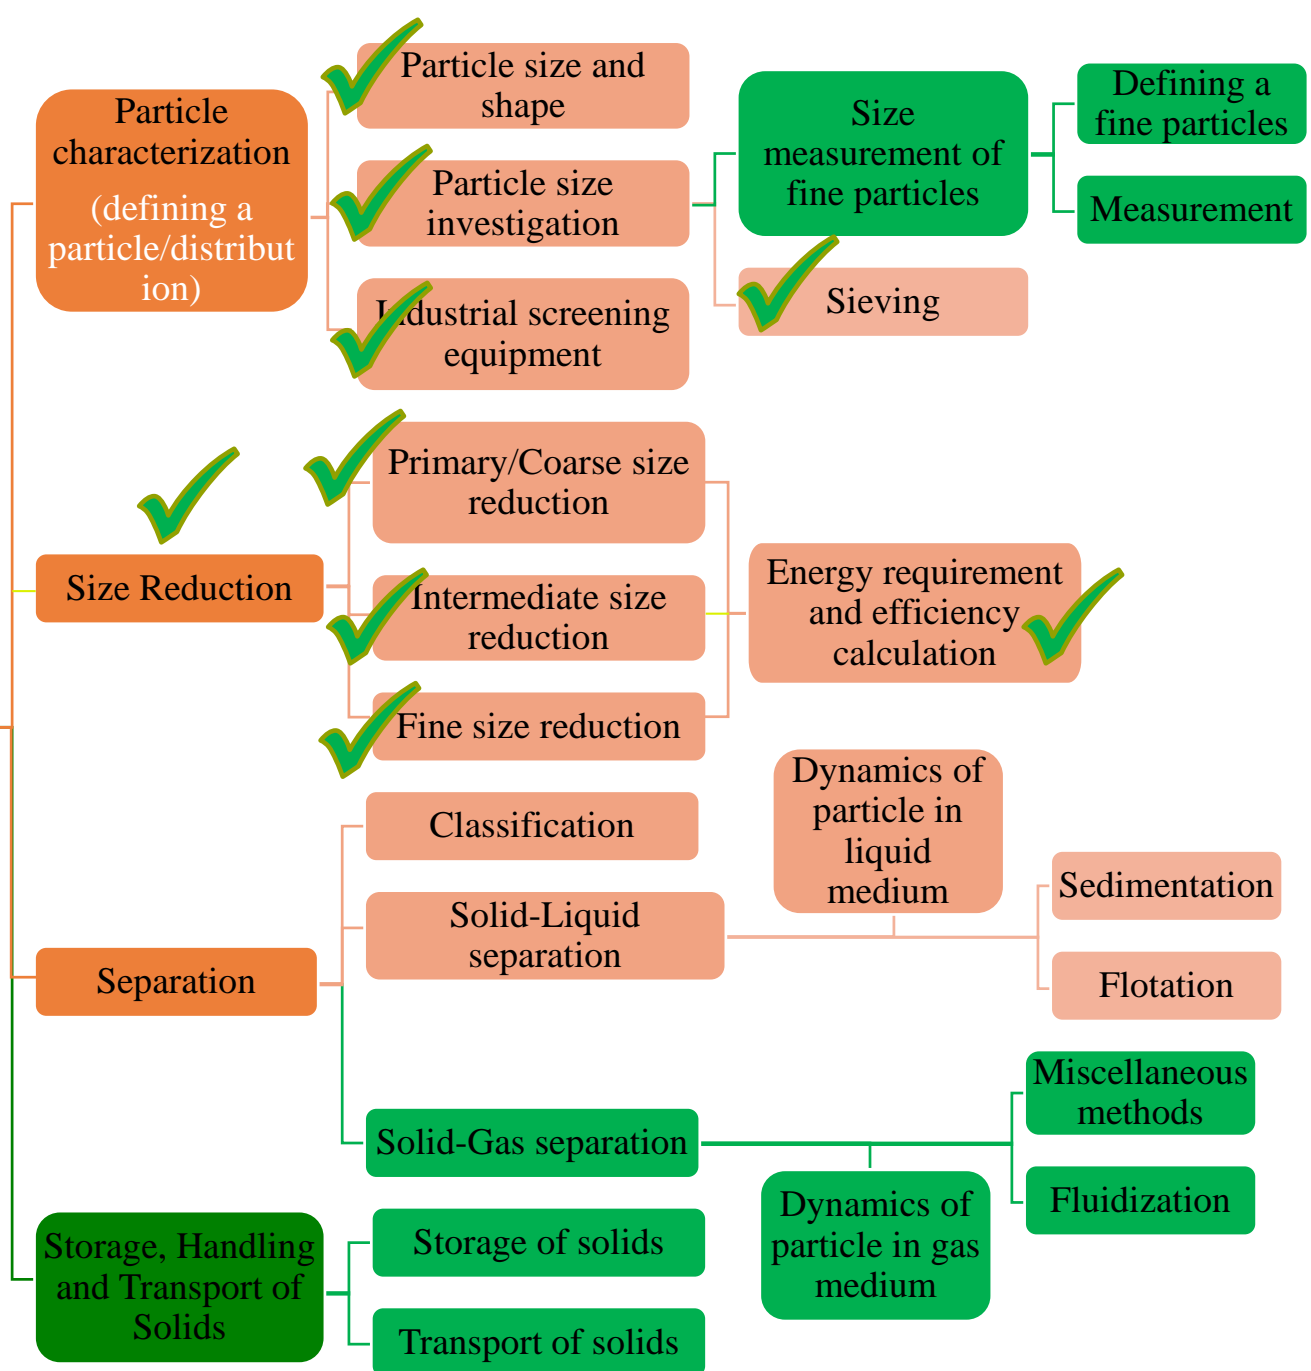 Particle
characterization
(defining a
particle/distribut
ion)
Particle size and
shape
Particle size
investigation
Industrial screening
equipment
Size
measurement of
fine particles
Sieving
Defining a
fine particles
Measurement
Size Reduction
Primary/Coarse size
reduction
Intermediate size
reduction
Fine size reduction
Energy requirement
and efficiency
calculation
Separation
Classification
Solid-Liquid
separation
Dynamics of
particle in
liquid
medium
Sedimentation
Flotation
Solid-Gas separation
Dynamics of
particle in gas
medium
Miscellaneous
methods
Fluidization
Storage, Handling
and Transport of
Solids
Storage of solids
Transport of solids